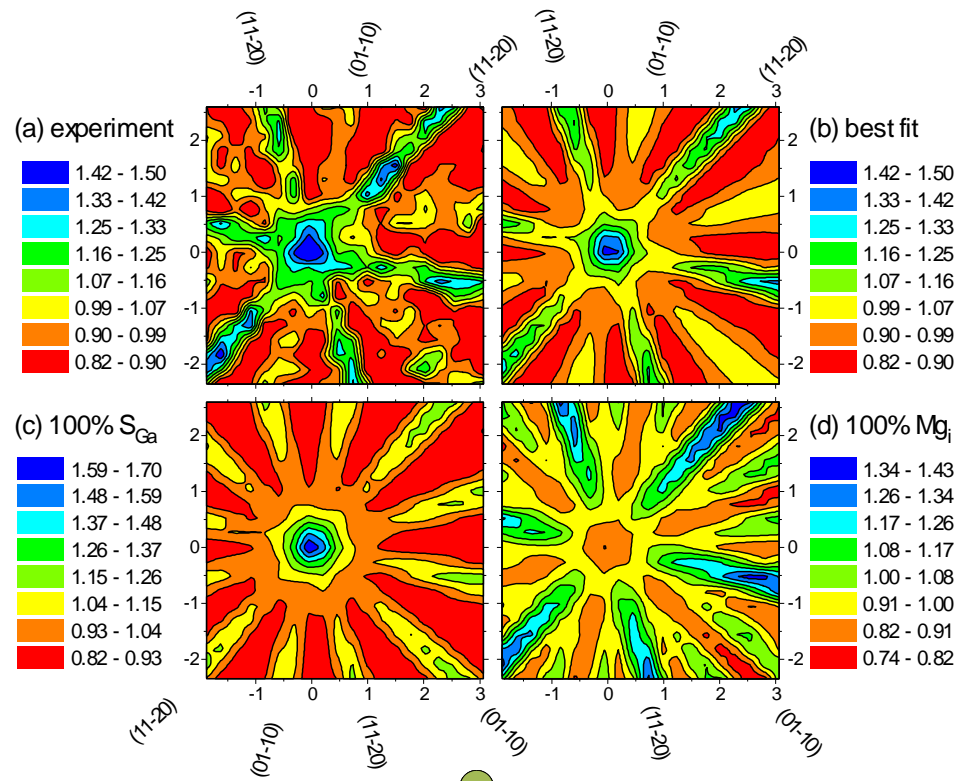 (11-20) (01-10) (11-20) (11-20) (01-10) (11-20)
-1 0 1 2 3 -1 0 1 2 3
(a) experiment
1.42 - 1.50
1.33 - 1.42
1.25 - 1.33
1.16 - 1.25
1.07 - 1.16
0.99 - 1.07
0.90 - 0.99
0.82 - 0.90
2
1
0
-1
-2
2
1
0
-1
-2
(b) best fit
1.42 - 1.50
1.33 - 1.42
1.25 - 1.33
1.16 - 1.25
1.07 - 1.16
0.99 - 1.07
0.90 - 0.99
0.82 - 0.90
(c) 100% S_Ga
1.59 - 1.70
1.48 - 1.59
1.37 - 1.48
1.26 - 1.37
1.15 - 1.26
1.04 - 1.15
0.93 - 1.04
0.82 - 0.93
2
1
0
-1
-2
2
1
0
-1
-2
(d) 100% Mg_i
1.34 - 1.43
1.26 - 1.34
1.17 - 1.26
1.08 - 1.17
1.00 - 1.08
0.91 - 1.00
0.82 - 0.91
0.74 - 0.82
-1 0 1 2 3 -1 0 1 2 3
(11-20) (01-10) (11-20) (01-10) (11-20) (01-10)